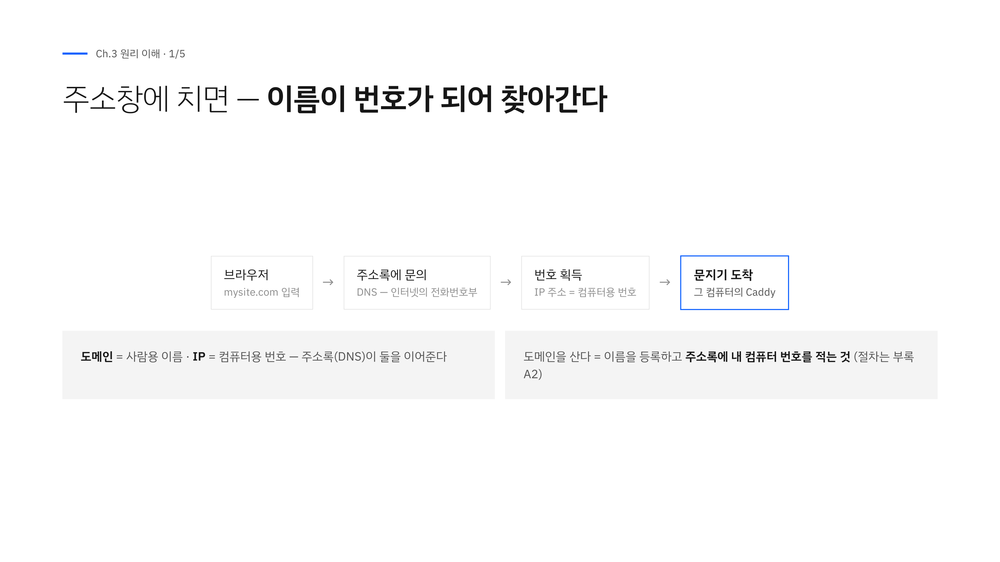 Ch.3 원리 이해 · 1/5
주소창에 치면 — 이름이 번호가 되어 찾아간다
브라우저
mysite.com 입력
→
주소록에 문의
DNS — 인터넷의 전화번호부
→
번호 획득
IP 주소 = 컴퓨터용 번호
→
문지기 도착
그 컴퓨터의 Caddy
도메인 = 사람용 이름 · IP = 컴퓨터용 번호 — 주소록(DNS)이 둘을 이어준다
도메인을 산다 = 이름을 등록하고 주소록에 내 컴퓨터 번호를 적는 것 (절차는 부록
A2)